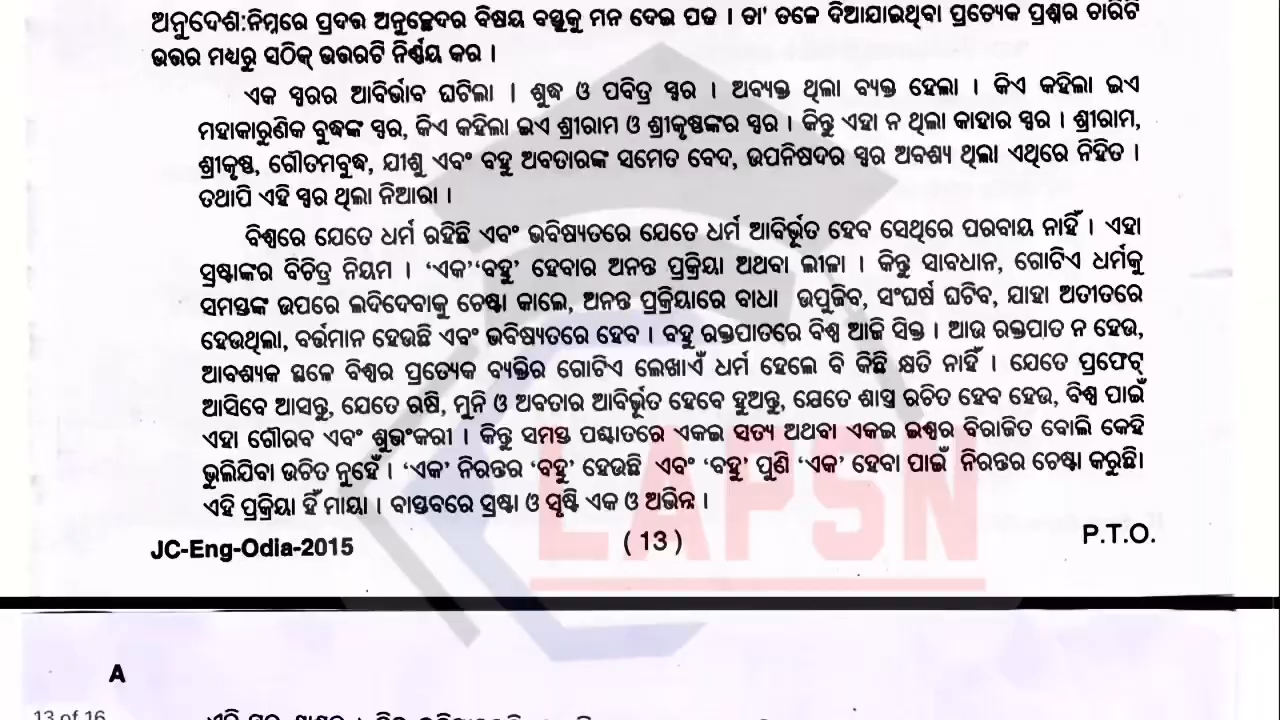 ଅନୁଦେଶ:ନିମ୍ନରେ ପ୍ରଦତ୍ତ ଅନୁଚ୍ଛେଦର ବିଷୟ ବସ୍ତୁକୁ ମନ ଦେଇ ପଢ । ତା' ତଳେ ଦିଆଯାଇଥିବା ପ୍ରତ୍ୟେକ ପ୍ରଶ୍ନର ଚାରିଟି
ଉତ୍ତର ମଧ୍ୟରୁ ସଠିକ୍ ଉତ୍ତରଟି ନିର୍ଣ୍ଣୟ କର ।
ଏକ ସ୍ୱରର ଆବିର୍ଭାବ ଘଟିଲା । ଶୁଦ୍ଧ ଓ ପବିତ୍ର ସ୍ୱର । ଅବ୍ୟକ୍ତ ଥିଲା ବ୍ୟକ୍ତ ହେଲା । କିଏ କହିଲା ଇଏ
ମହାକାରୁଣିକ ବୁଦ୍ଧଙ୍କ ସ୍ୱର, କିଏ କହିଲା ଇଏ ଶ୍ରୀରାମ ଓ ଶ୍ରୀକୃଷ୍ଣଙ୍କର ସ୍ୱର । କିନ୍ତୁ ଏହା ନ ଥିଲା କାହାର ସ୍ୱର । ଶ୍ରୀରାମ,
ଶ୍ରୀକୃଷ୍ଣ, ଗୌତମବୁଦ୍ଧ, ଯୀଶୁ ଏବଂ ବହୁ ଅବତାରଙ୍କ ସମେତ ବେଦ, ଉପନିଷଦର ସ୍ୱର ଅବଶ୍ୟ ଥିଲା ଏଥିରେ ନିହିତ ।
ତଥାପି ଏହି ସ୍ୱର ଥିଲା ନିଆରା ।
ବିଶ୍ୱରେ ଯେତେ ଧର୍ମ ରହିଛି ଏବଂ ଭବିଷ୍ୟତରେ ଯେତେ ଧର୍ମ ଆବିର୍ଭୂତ ହେବ ସେଥିରେ ପରବାୟ ନାହିଁ । ଏହା
ସ୍ରଷ୍ଟାଙ୍କର ବିଚିତ୍ର ନିୟମ । ‘ଏକ’‘ବହୁ’ ହେବାର ଅନନ୍ତ ପ୍ରକ୍ରିୟା ଅଥବା ଲୀଳା । କିନ୍ତୁ ସାବଧାନ, ଗୋଟିଏ ଧର୍ମକୁ
ସମସ୍ତଙ୍କ ଉପରେ ଲଦିଦେବାକୁ ଚେଷ୍ଟା କାଲେ, ଅନନ୍ତ ପ୍ରକ୍ରିୟାରେ ବାଧା ଉପୁଜିବ, ସଂଘର୍ଷ ଘଟିବ, ଯାହା ଅତୀତରେ
ହେଉଥିଲା, ବର୍ତ୍ତମାନ ହେଉଛି ଏବଂ ଭବିଷ୍ୟତରେ ହେବ । ବହୁ ରକ୍ତପାତରେ ବିଶ୍ୱ ଆଜି ସିକ୍ତ । ଆଉ ରକ୍ତପାତ ନ ହେଉ,
ଆବଶ୍ୟକ ସ୍ଥଳେ ବିଶ୍ୱର ପ୍ରତ୍ୟେକ ବ୍ୟକ୍ତିର ଗୋଟିଏ ଲେଖାଏଁ ଧର୍ମ ହେଲେ ବି କିଛି କ୍ଷତି ନାହିଁ । ଯେତେ ପ୍ରଫେଟ୍
ଆସିବେ ଆସନ୍ତୁ, ଯେତେ ଋଷି, ମୁନି ଓ ଅବତାର ଆବିର୍ଭୂତ ହେବେ ହୁଅନ୍ତୁ, ଯେତେ ଶାସ୍ତ୍ର ରଚିତ ହେବ ହେଉ, ବିଶ୍ୱ ପାଇଁ
ଏହା ଗୌରବ ଏବଂ ଶୁଭଂକରୀ । କିନ୍ତୁ ସମସ୍ତ ପଶ୍ଚାତରେ ଏକଇ ସତ୍ୟ ଅଥବା ଏକଇ ଇଶ୍ୱର ବିରାଜିତ ବୋଲି କେହି
ଭୁଲିଯିବା ଉଚିତ ନୁହେଁ । ‘ଏକ’ ନିରନ୍ତର ‘ବହୁ’ ହେଉଛି ଏବଂ ‘ବହୁ’ ପୁଣି ‘ଏକ’ ହେବା ପାଇଁ ନିରନ୍ତର ଚେଷ୍ଟା କରୁଛି।
ଏହି ପ୍ରକ୍ରିୟା ହିଁ ମାୟା । ବାସ୍ତବରେ ସ୍ରଷ୍ଟା ଓ ସୃଷ୍ଟି ଏକ ଓ ଅଭିନ୍ନ ।
LAPSN
JC-Eng-Odia-2015 (13) P.T.O.
A
13 of 16